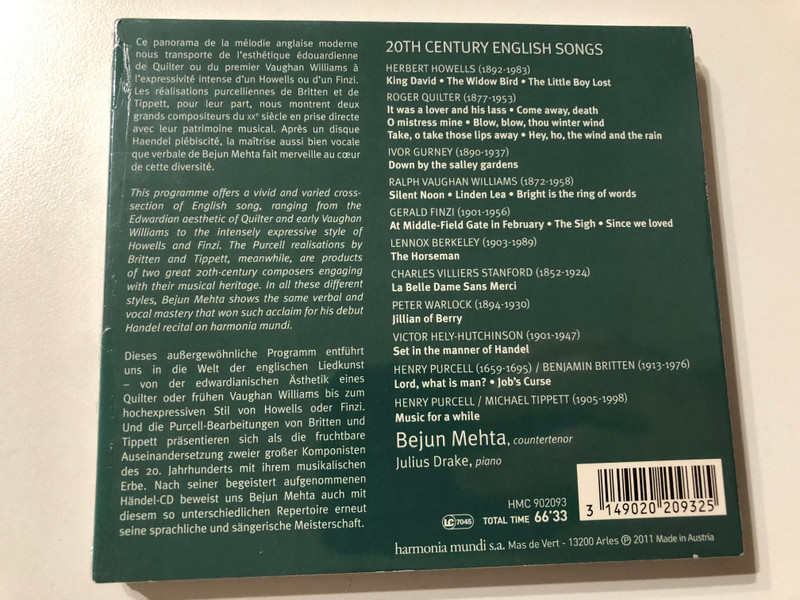 Ce panorama de la mélodie anglaise moderne
nous transporte de l'esthétique édouardienne
de Quilter ou du premier Vaughan Williams à
l'expressivité intense d'un Howells ou d'un Finzi.
Les réalisations purcelliennes de Britten et de
Tippett, pour leur part, nous montrent deux
grands compositeurs du XXe siècle en prise directe
avec leur patrimoine musical. Après un disque
Haendel plébiscité, la maîtrise aussi bien vocale
que verbale de Bejun Mehta fait merveille au cœur
de cette diversité.
This programme offers a vivid and varied cross-
section of English song, ranging from the
Edwardian aesthetic of Quilter and early Vaughan
Williams to the intensely expressive style of
Howells and Finzi. The Purcell realisations by
Britten and Tippett, meanwhile, are products
of two great 20th-century composers engaging
with their musical heritage. In all these different
styles, Bejun Mehta shows the same verbal and
vocal mastery that won such acclaim for his debut
Handel recital on harmonia mundi.
Dieses außergewöhnliche Programm entführt
uns in die Welt der englischen Liedkunst
– von der edwardianischen Ästhetik eines
Quilter oder frühen Vaughan Williams bis zum
hochexpressiven Stil von Howells oder Finzi.
Und die Purcell-Bearbeitungen von Britten und
Tippett präsentieren sich als die fruchtbare
Auseinandersetzung zweier großer Komponisten
des 20. Jahrhunderts mit ihrem musikalischen
Erbe. Nach seiner begeistert aufgenommenen
Händel-CD beweist uns Bejun Mehta auch mit
diesem so unterschiedlichen Repertoire erneut
seine sprachliche und sängerische Meisterschaft.
20TH CENTURY ENGLISH SONGS
HERBERT HOWELLS (1892-1983)
King David • The Widow Bird • The Little Boy Lost
ROGER QUILTER (1877-1953)
It was a lover and his lass • Come away, death
O mistress mine • Blow, blow, thou winter wind
Take, o take those lips away • Hey, ho, the wind and the rain
IVOR GURNEY (1890-1937)
Down by the salley gardens
RALPH VAUGHAN WILLIAMS (1872-1958)
Silent Noon • Linden Lea • Bright is the ring of words
GERALD FINZI (1901-1956)
At Middle-Field Gate in February • The Sigh • Since we loved
LENNOX BERKELEY (1903-1989)
The Horseman
CHARLES VILLIERS STANFORD (1852-1924)
La Belle Dame Sans Merci
PETER WARLOCK (1894-1930)
Jillian of Berry
VICTOR HELY-HUTCHINSON (1901-1947)
Set in the manner of Handel
HENRY PURCELL (1659-1695) / BENJAMIN BRITTEN (1913-1976)
Lord, what is man? • Job's Curse
HENRY PURCELL / MICHAEL TIPPETT (1905-1998)
Music for a while
Bejun Mehta, countertenor
Julius Drake, piano
HMC 902093
LC 7045 TOTAL TIME 66'33
3 149020 209325
harmonia mundi s.a. Mas de Vert - 13200 Arles ℗ 2011 Made in Austria